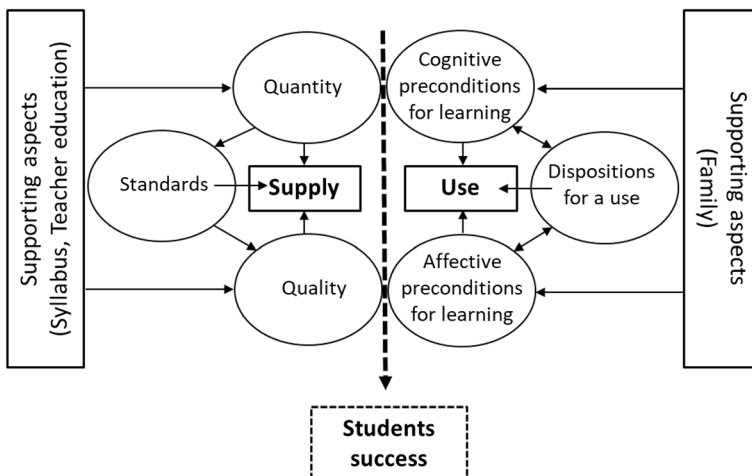 Supporting aspects
(Syllabus, Teacher education)
Quantity
Standards
Supply
Quality
Cognitive
preconditions
for learning
Use
Dispositions
for a use
Affective
preconditions
for learning
Supporting aspects
(Family)
Students
success